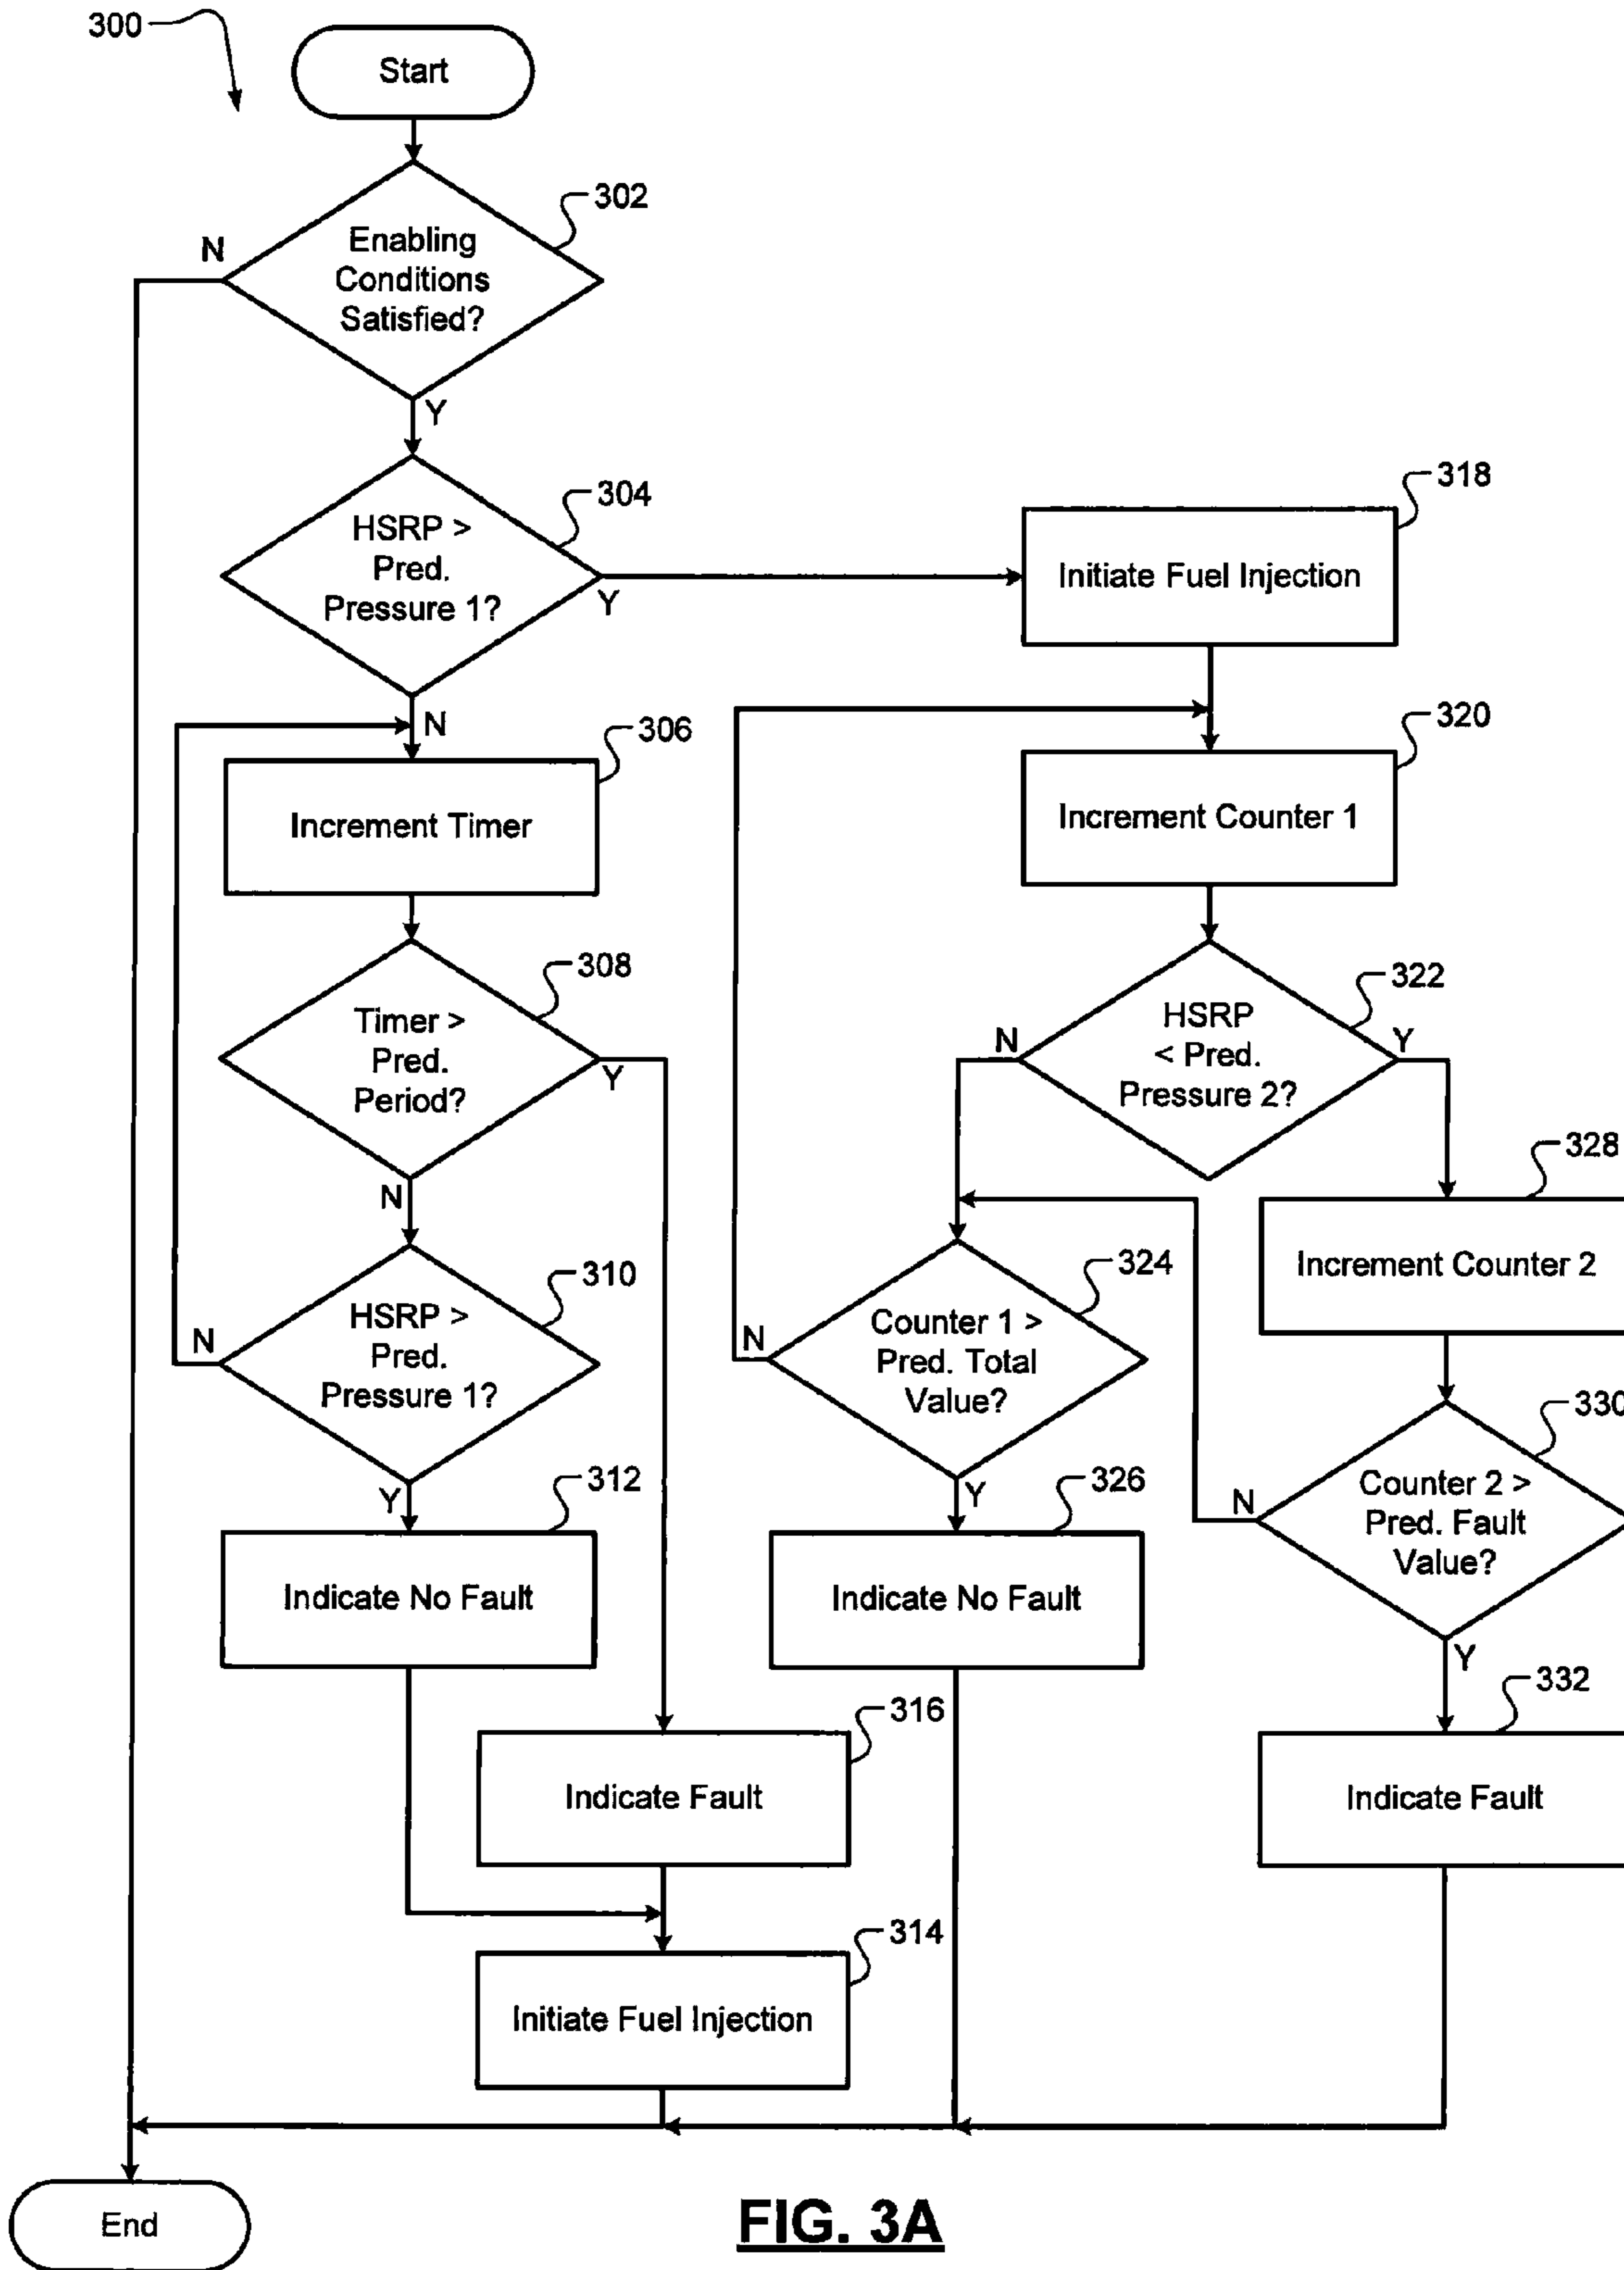 300
Start
302
Enabling
Conditions
Satisfied?
N
Y
304
HSRP >
Pred.
Pressure 1?
Y
N
318
Initiate Fuel Injection
306
Increment Timer
320
Increment Counter 1
308
Timer >
Pred.
Period?
Y
N
322
HSRP
< Pred.
Pressure 2?
N
Y
310
HSRP >
Pred.
Pressure 1?
N
Y
324
Counter 1 >
Pred. Total
Value?
N
Y
328
Increment Counter 2
330
Counter 2 >
Pred. Fault
Value?
N
Y
312
Indicate No Fault
326
Indicate No Fault
316
Indicate Fault
332
Indicate Fault
314
Initiate Fuel Injection
End
FIG. 3A